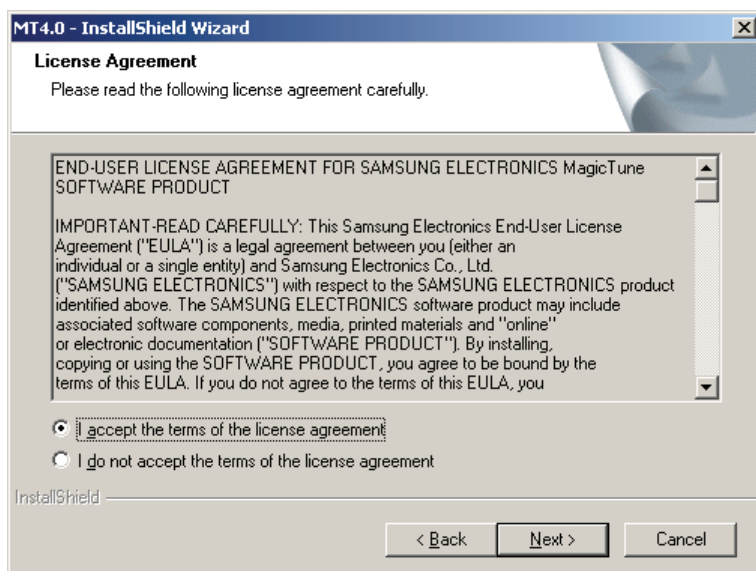 MT4.0 - InstallShield Wizard
License Agreement
Please read the following license agreement carefully.
END-USER LICENSE AGREEMENT FOR SAMSUNG ELECTRONICS MagicTune
SOFTWARE PRODUCT
IMPORTANT-READ CAREFULLY: This Samsung Electronics End-User License
Agreement ("EULA") is a legal agreement between you (either an
individual or a single entity) and Samsung Electronics Co., Ltd.
("SAMSUNG ELECTRONICS") with respect to the SAMSUNG ELECTRONICS product
identified above. The SAMSUNG ELECTRONICS software product may include
associated software components, media, printed materials and "online"
or electronic documentation ("SOFTWARE PRODUCT"). By installing,
copying or using the SOFTWARE PRODUCT, you agree to be bound by the
terms of this EULA. If you do not agree to the terms of this EULA, you
I accept the terms of the license agreement
I do not accept the terms of the license agreement
InstallShield
< Back
Next >
Cancel